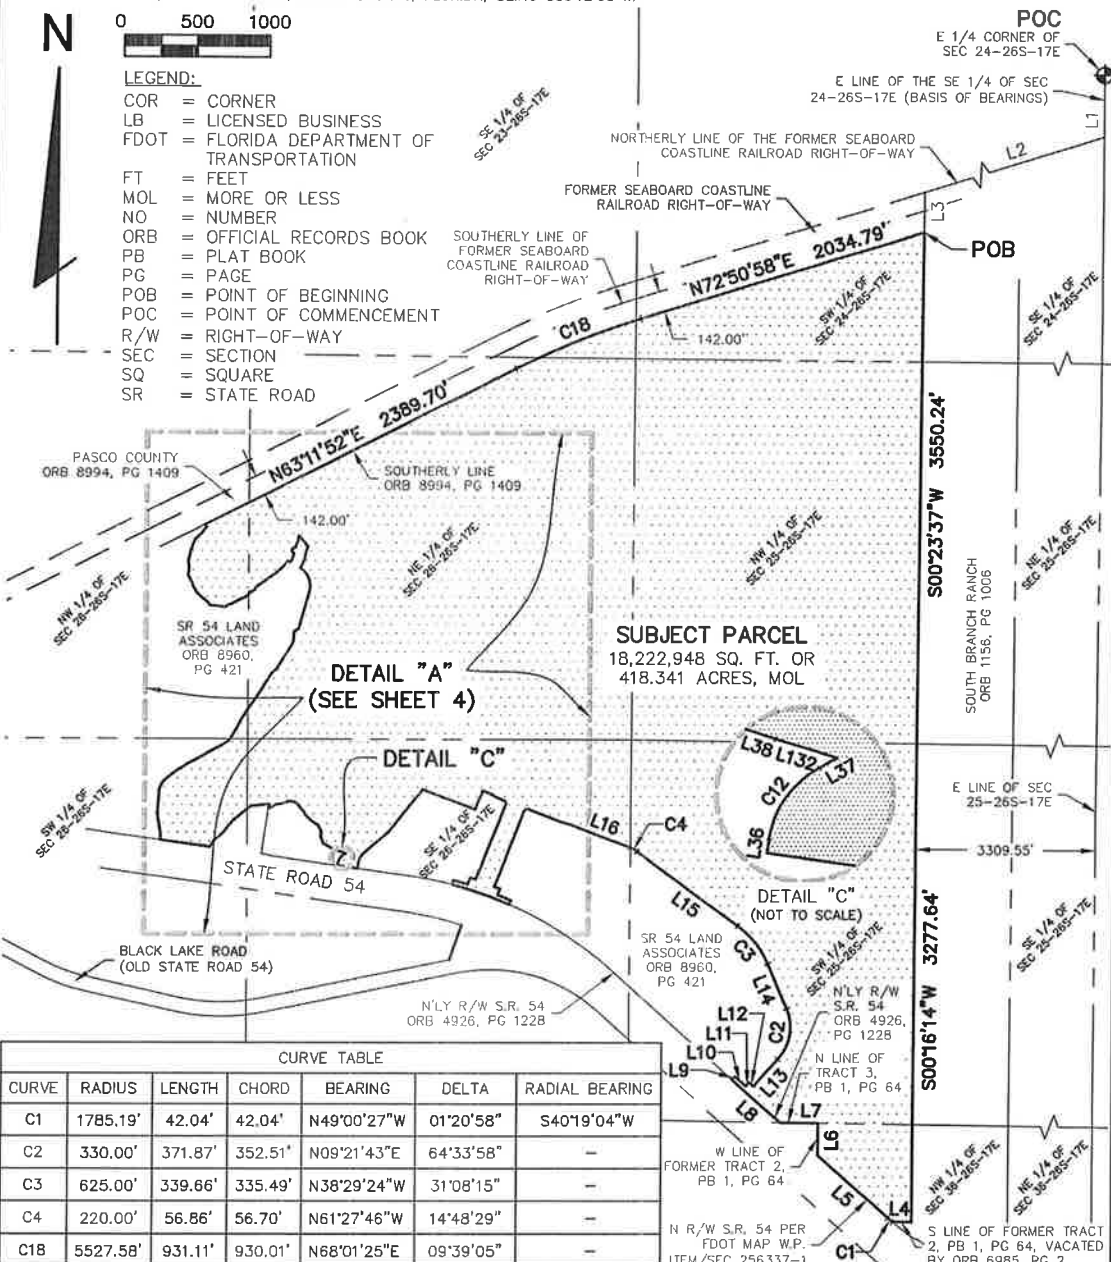 N
0 500 1000
LEGEND:
COR = CORNER
LB = LICENSED BUSINESS
FDOT = FLORIDA DEPARTMENT OF
TRANSPORTATION
FT = FEET
MOL = MORE OR LESS
NO = NUMBER
ORB = OFFICIAL RECORDS BOOK
PB = PLAT BOOK
PG = PAGE
POB = POINT OF BEGINNING
POC = POINT OF COMMENCEMENT
R/W = RIGHT-OF-WAY
SEC = SECTION
SQ = SQUARE
SR = STATE ROAD
POC
E 1/4 CORNER OF
SEC 24-26S-17E
E LINE OF THE SE 1/4 OF SEC
24-26S-17E (BASIS OF BEARINGS)
L1
L2
L3
SE 1/4 OF
SEC 23-26S-17E
NORTHERLY LINE OF THE FORMER SEABOARD
COASTLINE RAILROAD RIGHT-OF-WAY
FORMER SEABOARD COASTLINE
RAILROAD RIGHT-OF-WAY
SOUTHERLY LINE OF
FORMER SEABOARD
COASTLINE RAILROAD
RIGHT-OF-WAY
N72°50'58"E 2034.79'
POB
C18
142.00'
SW 1/4 OF
SEC 24-26S-17E
SE 1/4 OF
SEC 24-26S-17E
N63°11'52"E 2389.70'
PASCO COUNTY
ORB 8994, PG 1409
SOUTHERLY LINE
ORB 8994, PG 1409
142.00'
S00°23'37"W 3550.24'
NW 1/4 OF
SEC 26-26S-17E
NE 1/4 OF
SEC 26-26S-17E
NW 1/4 OF
SEC 25-26S-17E
NE 1/4 OF
SEC 25-26S-17E
SOUTH BRANCH RANCH
ORB 1156, PG 1006
SR 54 LAND
ASSOCIATES
ORB 8960,
PG 421
DETAIL "A"
(SEE SHEET 4)
SUBJECT PARCEL
18,222,948 SQ. FT. OR
418.341 ACRES, MOL
DETAIL "C"
L38
L132
L37
C12
L36
DETAIL "C"
(NOT TO SCALE)
E LINE OF SEC
25-26S-17E
3309.55'
SW 1/4 OF
SEC 26-26S-17E
SE 1/4 OF
SEC 26-26S-17E
L16
C4
STATE ROAD 54
L15
BLACK LAKE ROAD
(OLD STATE ROAD 54)
SR 54 LAND
ASSOCIATES
ORB 8960,
PG 421
C3
L14
SW 1/4 OF
SEC 25-26S-17E
SE 1/4 OF
SEC 25-26S-17E
S00°16'14"W 3277.64'
N'LY R/W S.R. 54
ORB 4926, PG 1228
N'LY R/W
S.R. 54
ORB 4926,
PG 1228
L12
L11
L10
L9
C2
L13
N LINE OF
TRACT 3,
PB 1, PG 64
L8
L7
L6
W LINE OF
FORMER TRACT 2,
PB 1, PG 64
L5
L4
C1
NW 1/4 OF
SEC 36-26S-17E
NE 1/4 OF
SEC 36-26S-17E
N R/W S.R. 54 PER
FDOT MAP W.P.
ITEM/SEC 256337-1
S LINE OF FORMER TRACT
2, PB 1, PG 64, VACATED
BY ORB 6985, PG 2
CURVE TABLE
CURVE RADIUS LENGTH CHORD BEARING DELTA RADIAL BEARING
C1 1785.19' 42.04' 42.04' N49°00'27"W 01°20'58" S40°19'04"W
C2 330.00' 371.87' 352.51' N09°21'43"E 64°33'58" -
C3 625.00' 339.66' 335.49' N38°29'24"W 31°08'15" -
C4 220.00' 56.86' 56.70' N61°27'46"W 14°48'29" -
C18 5527.58' 931.11' 930.01' N68°01'25"E 09°39'05" -